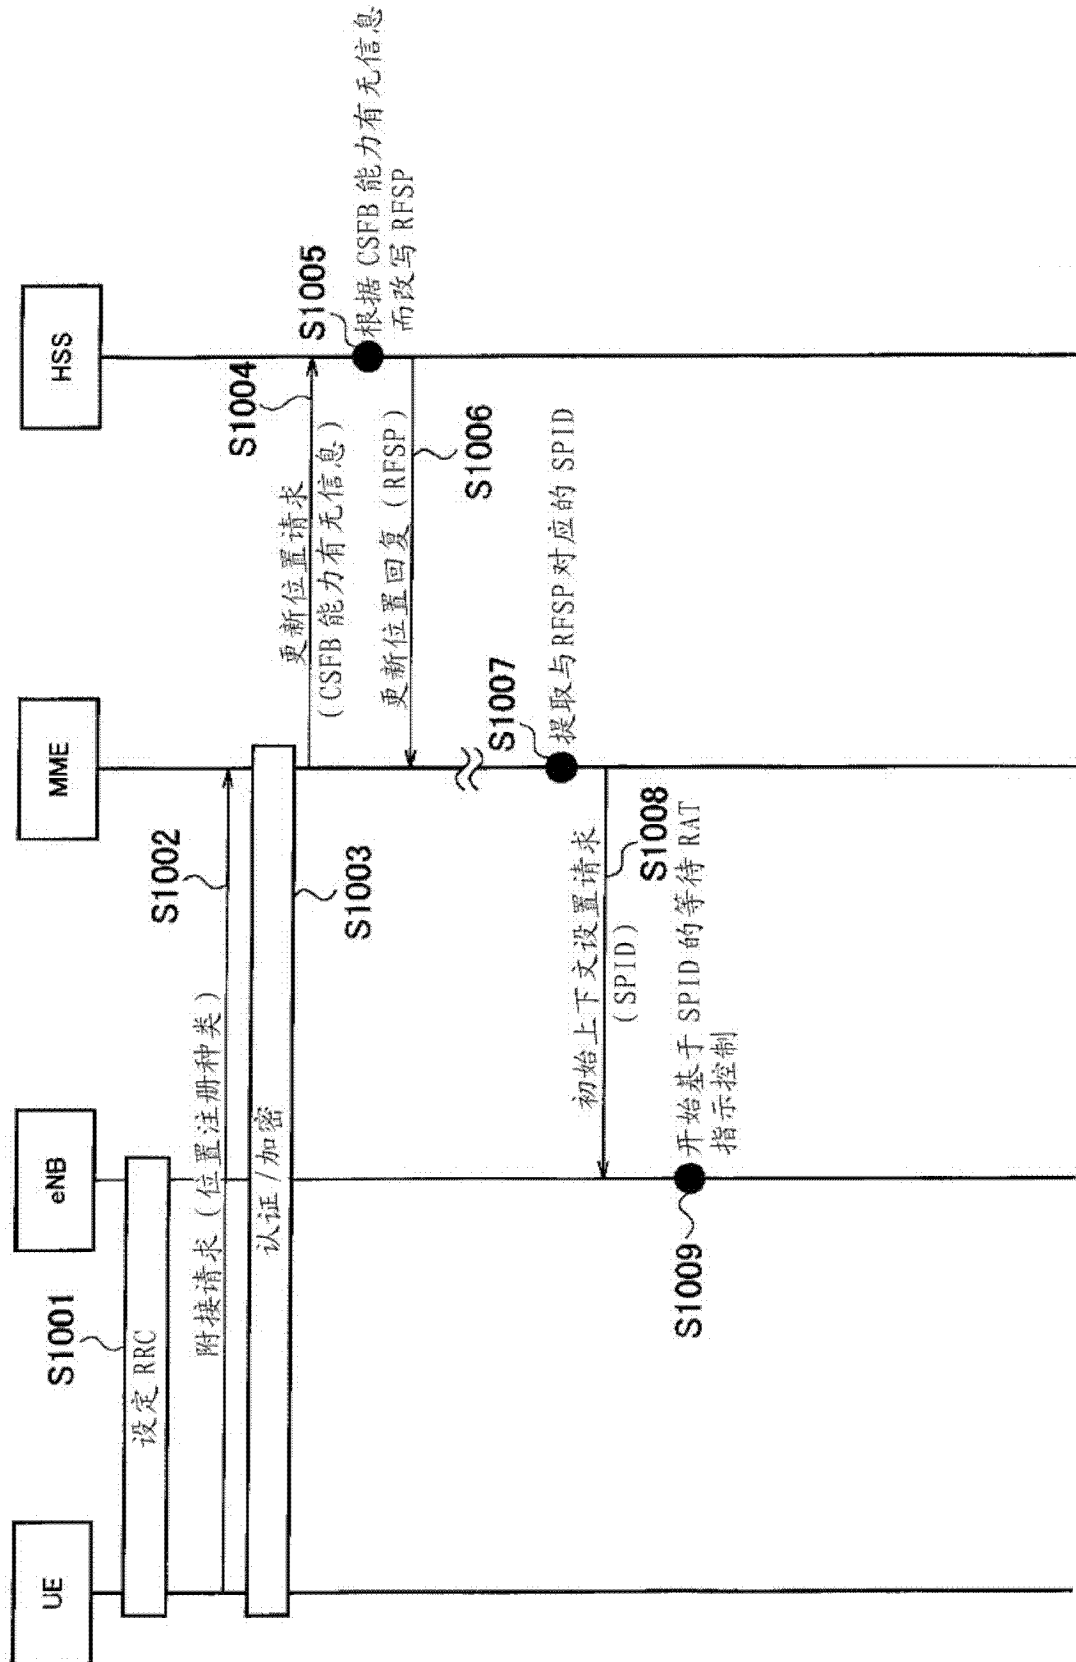 UE
eNB
MME
HSS
S1001
设定 RRC
S1002
附接请求（位置注册种类）
认证/加密
S1003
S1004
更新位置请求
（CSFB 能力有无信息）
S1005
根据 CSFB 能力有无信息
而改写 RFSP
更新位置回复（RFSP）
S1006
S1007
提取与RFSP 对应的 SPID
初始上下文设置请求
（SPID）
S1008
S1009
开始基于 SPID 的等待 RAT
指示控制